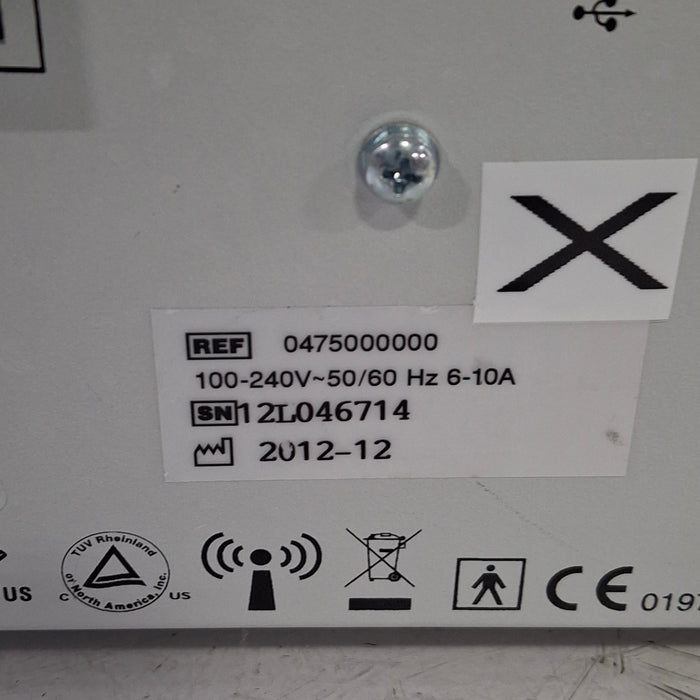 REF 0475000000
100-240V~50/60 Hz 6-10A
SN 12L046714
2012-12
US
TUV Rheinland
of North America, Inc.
C US
CE 0197